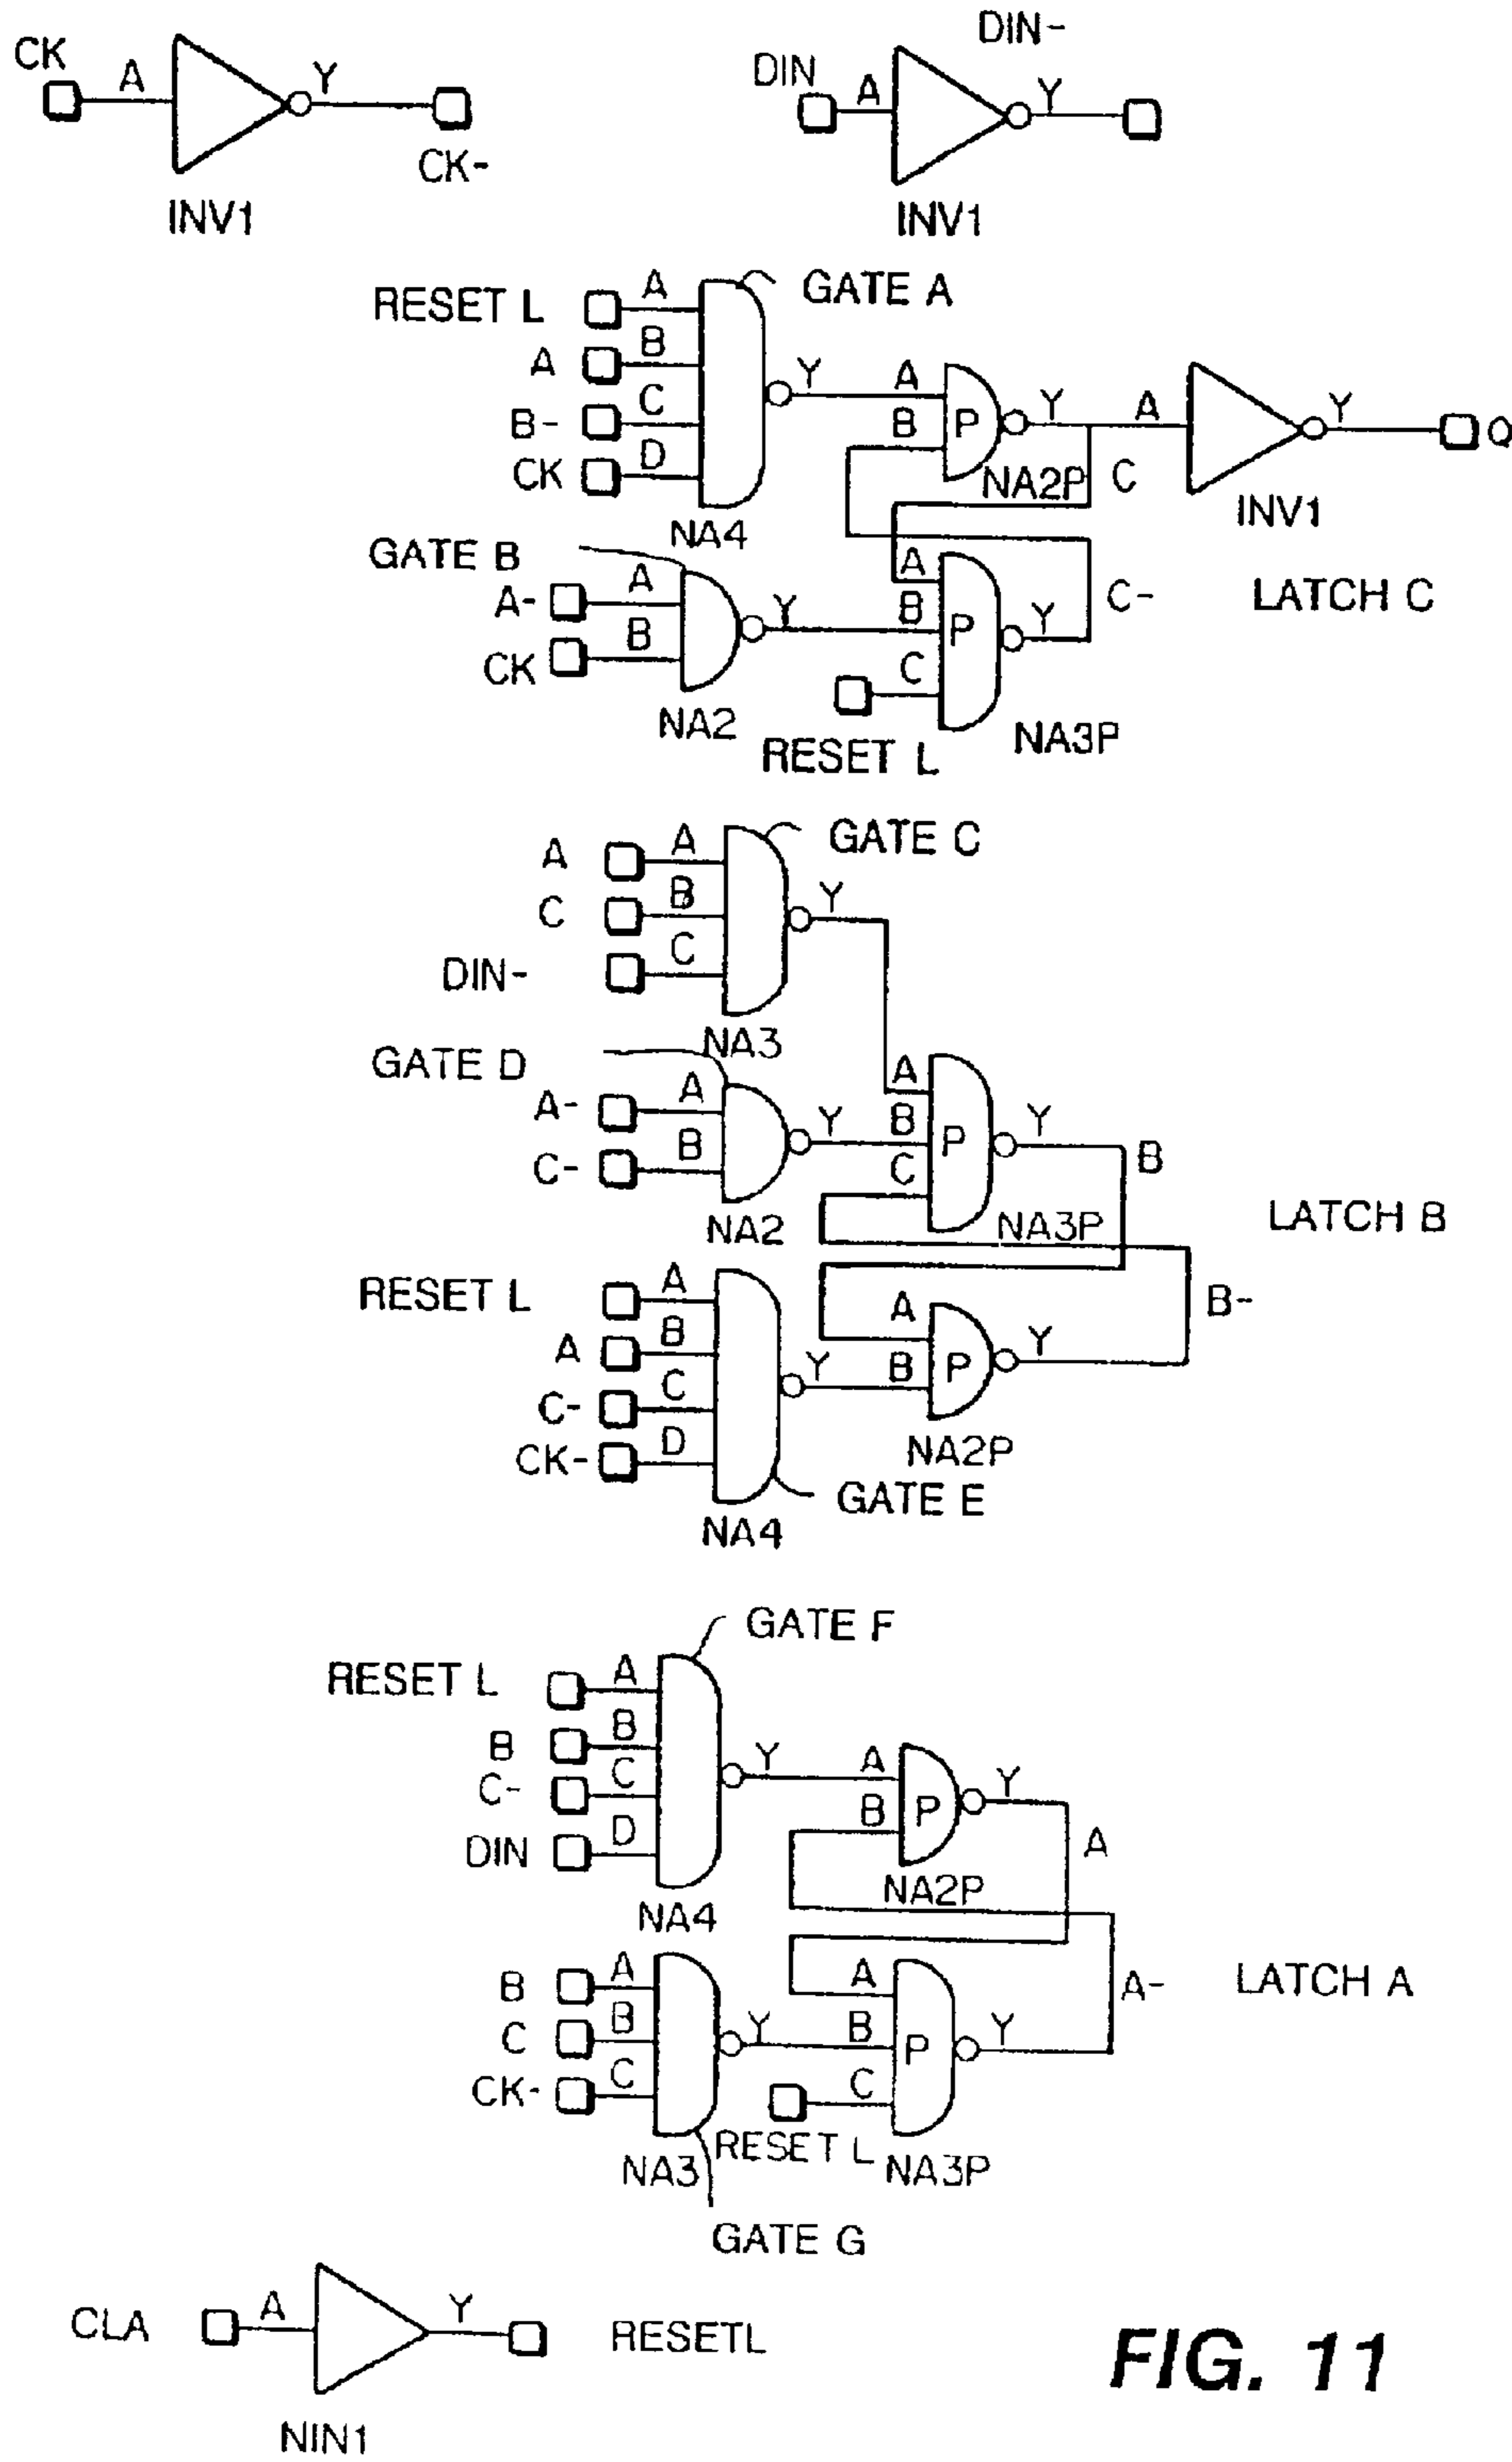 CK
A
Y
CK-
INV1
DIN
A
DIN-
Y
INV1
RESET L
A
GATE A
A
B
B-
C
CK
D
Y
NA4
A
B
P
Y
NA2P
A
C
Y
Q
INV1
GATE B
A-
A
CK
B
Y
NA2
A
B
C
P
Y
C-
LATCH C
RESET L
NA3P
A
A
GATE C
C
B
DIN-
C
Y
NA3
GATE D
A-
A
C-
B
Y
NA2
A
B
C
P
Y
B
NA3P
LATCH B
RESET L
A
A
B
C-
C
CK-
D
Y
NA4
GATE E
A
B
P
Y
B-
NA2P
GATE F
RESET L
A
B
B
C-
C
DIN
D
Y
NA4
A
B
P
Y
A
NA2P
B
A
C
B
CK-
C
Y
NA3
GATE G
A
B
C
P
Y
A-
LATCH A
RESET L
NA3P
CLA
A
Y
RESETL
NIN1
FIG. 11